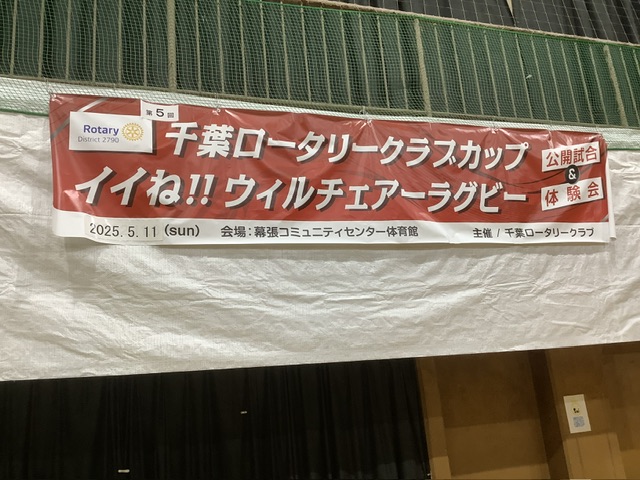 第5回
Rotary
District 2790
千葉ロータリークラブカップ
イイね!! ウィルチェアーラグビー
公開試合
&
体験会
2025. 5. 11 (sun) 会場:幕張コミュニティセンター体育館 主催 / 千葉ロータリークラブ